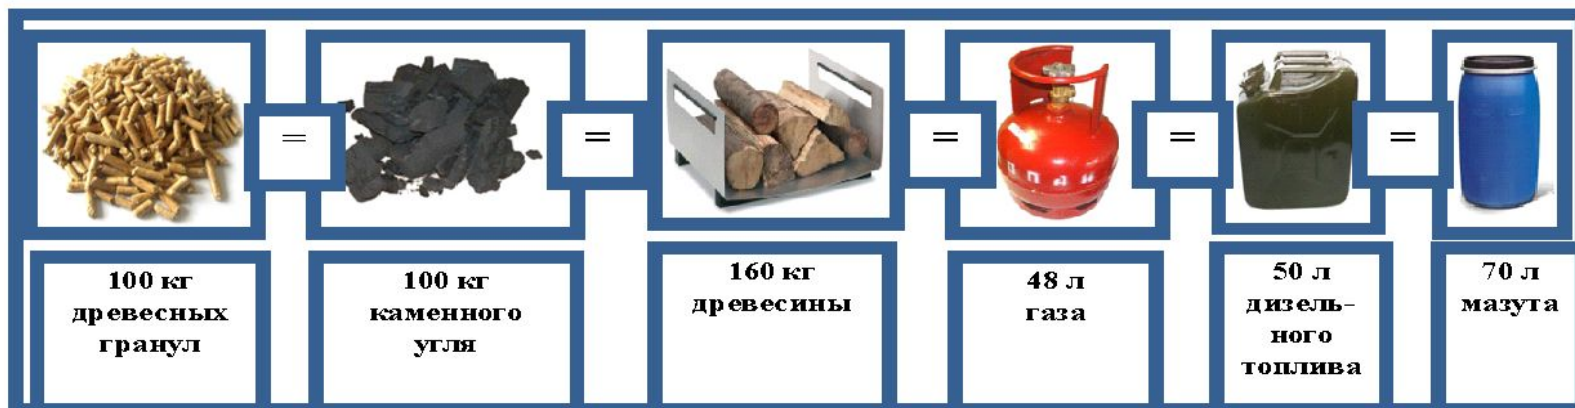 =
=
=
=
=
ПРОПАН
100 кг
древесных
гранул
100 кг
каменного
угля
160 кг
древесины
48 л
газа
50 л
дизель-
ного
топлива
70 л
мазута